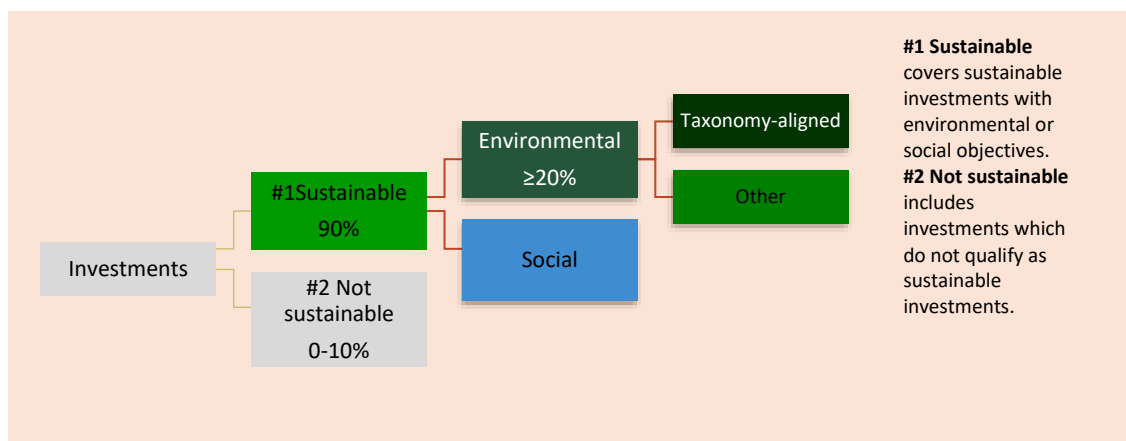 Investments
#1Sustainable
90%
#2 Not
sustainable
0-10%
Environmental
≥20%
Social
Taxonomy-aligned
Other
#1 Sustainable
covers sustainable
investments with
environmental or
social objectives.
#2 Not sustainable
includes
investments which
do not qualify as
sustainable
investments.